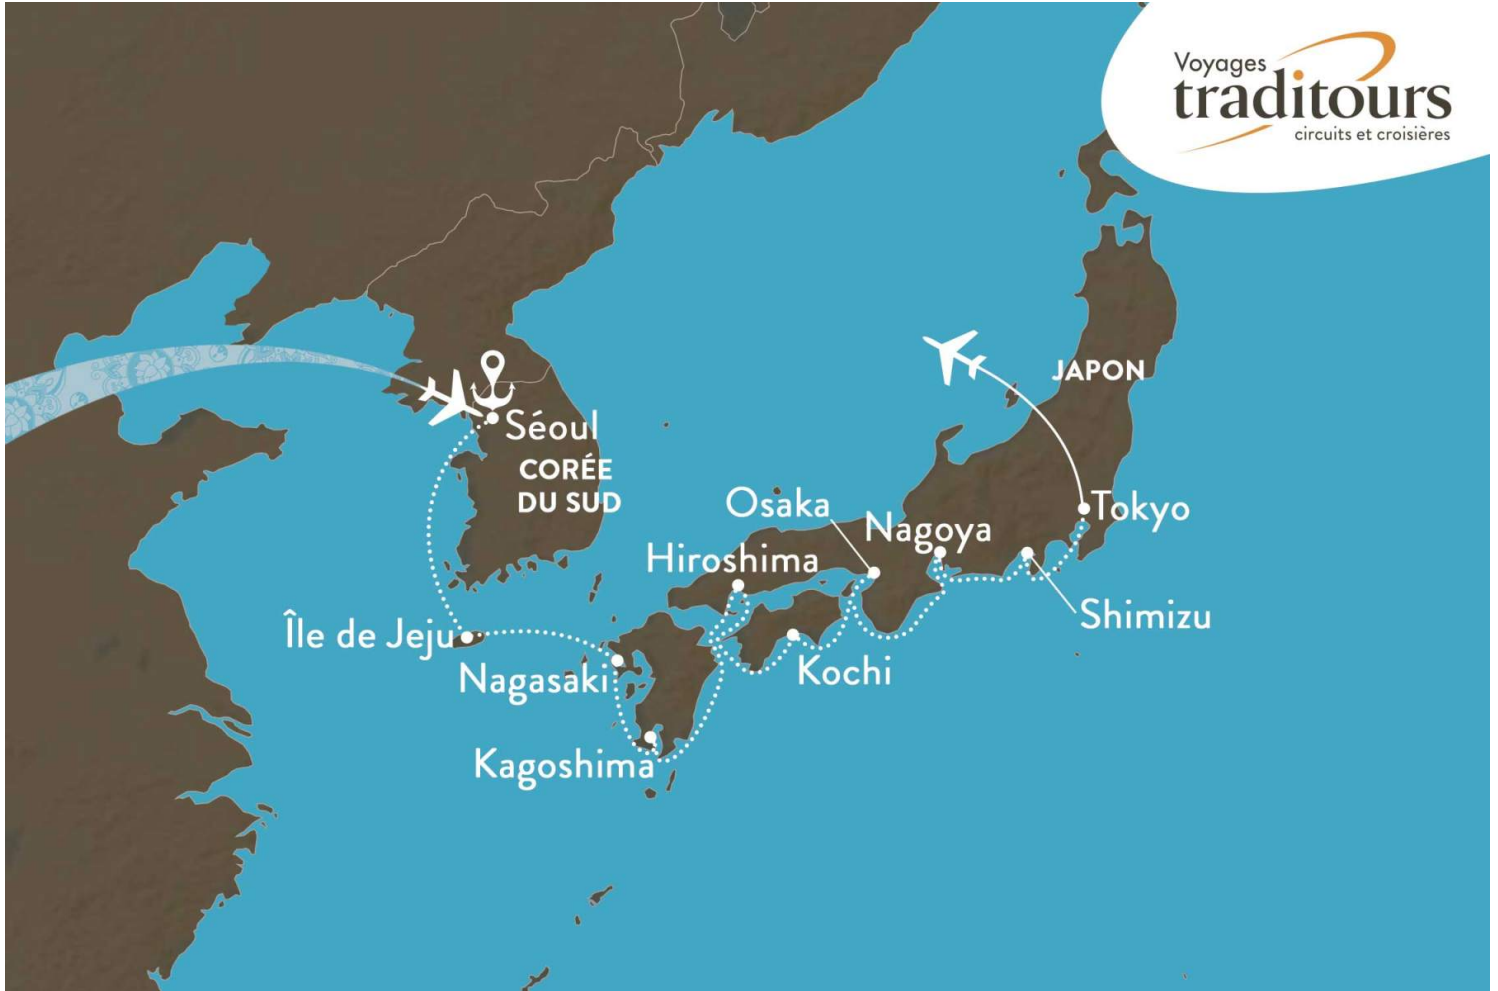 Voyages
traditours
circuits et croisières
JAPON
Séoul
CORÉE
DU SUD
Osaka
Nagoya
Tokyo
Hiroshima
Shimizu
Île de Jeju
Nagasaki
Kochi
Kagoshima